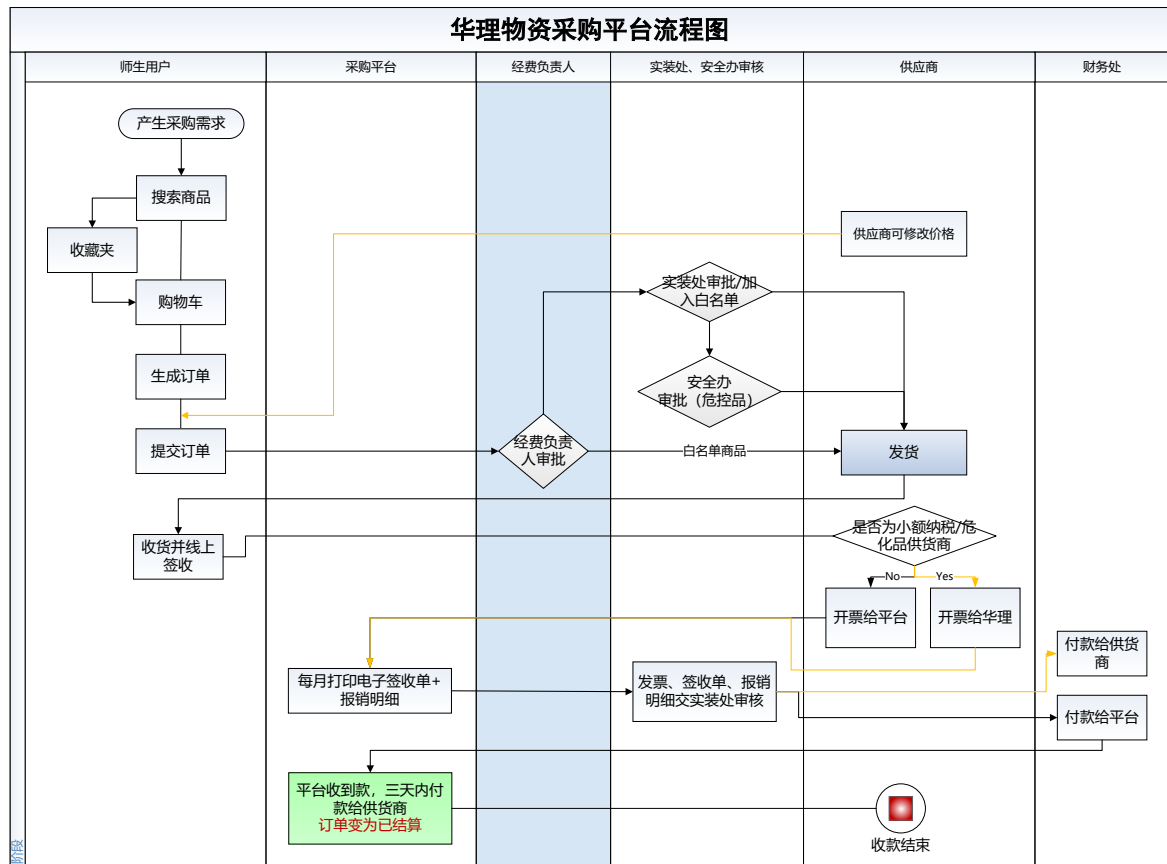 华理物资采购平台流程图
师生用户
采购平台
经费负责人
实装处、安全办审核
供应商
财务处
产生采购需求
搜索商品
收藏夹
购物车
生成订单
提交订单
供应商可修改价格
实装处审批/加
入白名单
安全办
审批（危控品）
经费负责
人审批
白名单商品
发货
收货并线上
签收
是否为小额纳税/危
化品供货商
No
Yes
开票给平台
开票给华理
每月打印电子签收单+
报销明细
发票、签收单、报销
明细交实装处审核
付款给供货
商
付款给平台
平台收到款，三天内付
款给供货商
订单变为已结算
收款结束
阶段